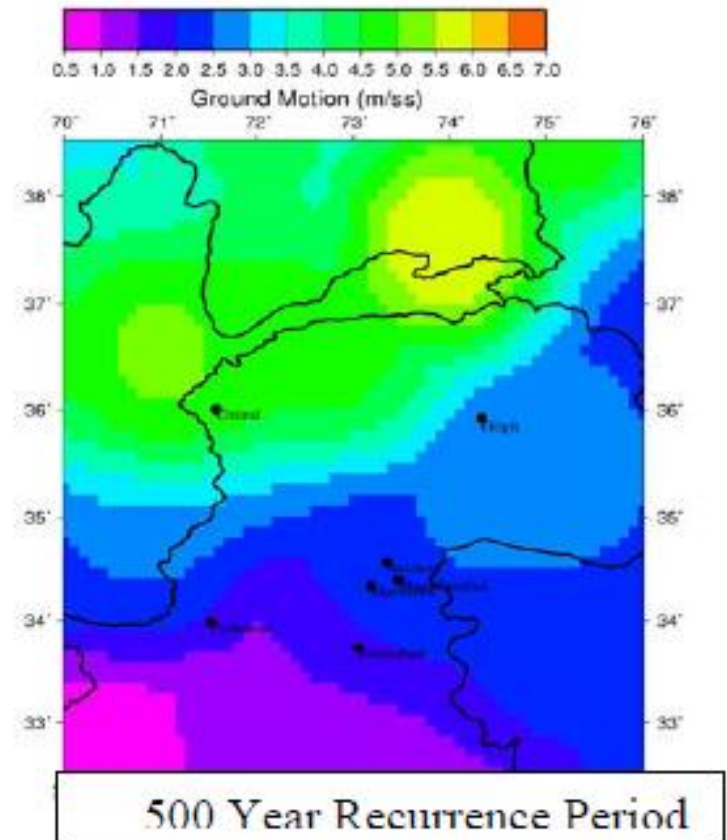 0.5 1.0 1.5 2.0 2.5 3.0 3.5 4.0 4.5 5.0 5.5 6.0 6.5 7.0
Ground Motion (m/ss)
70˚ 71˚ 72˚ 73˚ 74˚ 75˚ 76˚
38˚ 38˚
37˚ 37˚
36˚ 36˚
35˚ 35˚
34˚ 34˚
33˚ 33˚
500 Year Recurrence Period